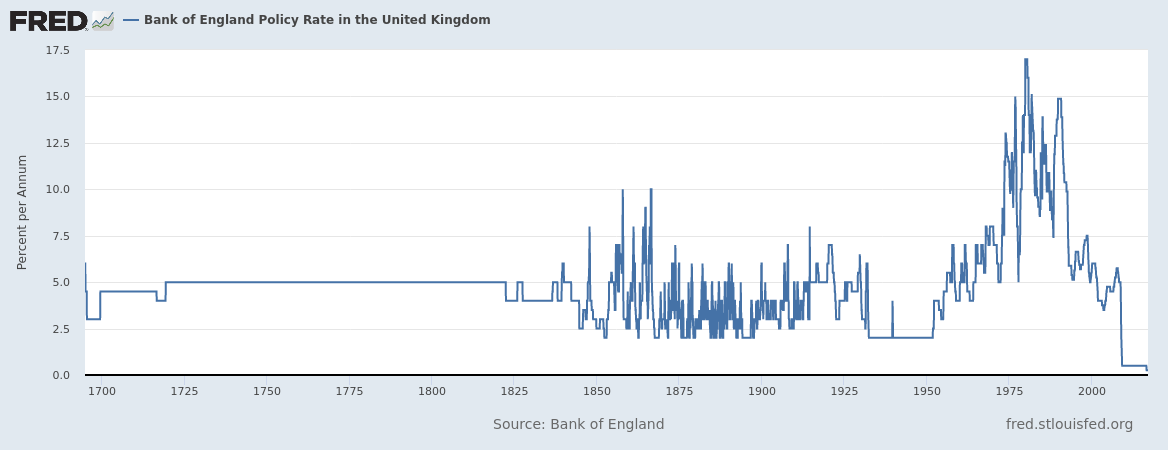 FRED
Bank of England Policy Rate in the United Kingdom
17.5
15.0
12.5
10.0
7.5
5.0
2.5
0.0
Percent per Annum
1700 1725 1750 1775 1800 1825 1850 1875 1900 1925 1950 1975 2000
Source: Bank of England
fred.stlouisfed.org